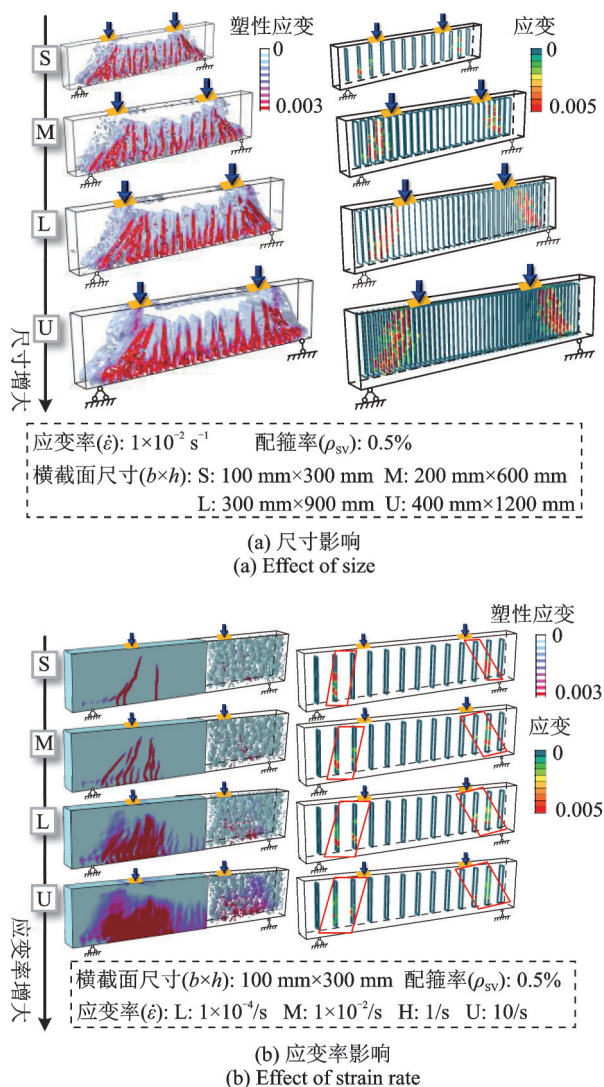 塑性应变
0
0.003
应变
0
0.005
S
M
L
U
尺寸增大
应变率(ε̇): 1×10⁻² s⁻¹ 配箍率(ρsv): 0.5%
横截面尺寸(b×h): S: 100 mm×300 mm M: 200 mm×600 mm
L: 300 mm×900 mm U: 400 mm×1200 mm
(a) 尺寸影响
(a) Effect of size
塑性应变
0
0.003
应变
0
0.005
S
M
L
U
应变率增大
横截面尺寸(b×h): 100 mm×300 mm 配箍率(ρsv): 0.5%
应变率(ε̇): L: 1×10⁻⁴/s M: 1×10⁻²/s H: 1/s U: 10/s
(b) 应变率影响
(b) Effect of strain rate